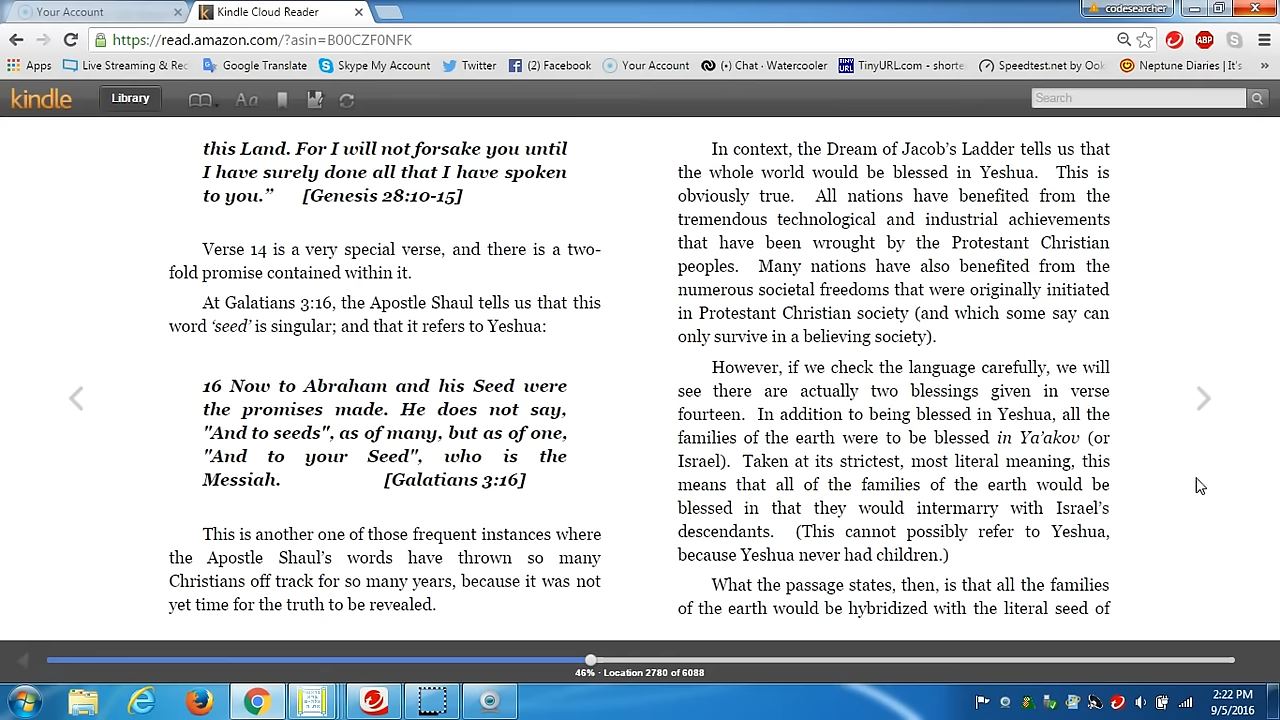 Your Account
Kindle Cloud Reader
codesearcher
https://read.amazon.com/?asin=B00CZF0NFK
Apps
Live Streaming & Rec
Google Translate
Skype My Account
Twitter
(2) Facebook
Your Account
(•) Chat · Watercooler
TinyURL.com - shorte
Speedtest.net by Ook
Neptune Diaries | It's
kindle
Library
Aa
Search
this Land. For I will not forsake you until
I have surely done all that I have spoken
to you.” [Genesis 28:10-15]
Verse 14 is a very special verse, and there is a two-
fold promise contained within it.
At Galatians 3:16, the Apostle Shaul tells us that this
word ‘seed’ is singular; and that it refers to Yeshua:
16 Now to Abraham and his Seed were
the promises made. He does not say,
"And to seeds", as of many, but as of one,
"And to your Seed", who is the
Messiah. [Galatians 3:16]
This is another one of those frequent instances where
the Apostle Shaul’s words have thrown so many
Christians off track for so many years, because it was not
yet time for the truth to be revealed.
In context, the Dream of Jacob’s Ladder tells us that
the whole world would be blessed in Yeshua. This is
obviously true. All nations have benefited from the
tremendous technological and industrial achievements
that have been wrought by the Protestant Christian
peoples. Many nations have also benefited from the
numerous societal freedoms that were originally initiated
in Protestant Christian society (and which some say can
only survive in a believing society).
However, if we check the language carefully, we will
see there are actually two blessings given in verse
fourteen. In addition to being blessed in Yeshua, all the
families of the earth were to be blessed in Ya’akov (or
Israel). Taken at its strictest, most literal meaning, this
means that all of the families of the earth would be
blessed in that they would intermarry with Israel’s
descendants. (This cannot possibly refer to Yeshua,
because Yeshua never had children.)
What the passage states, then, is that all the families
of the earth would be hybridized with the literal seed of
46% · Location 2780 of 6088
2:22 PM
9/5/2016